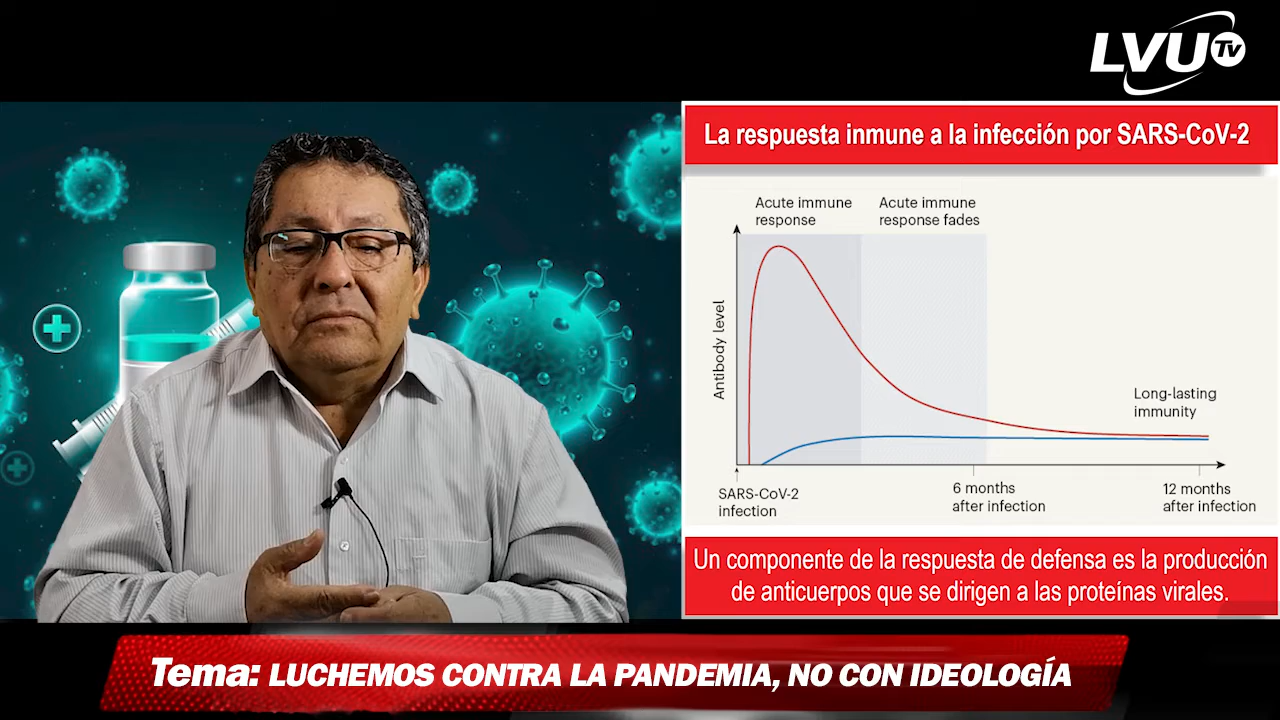 LVU TV
La respuesta inmune a la infección por SARS-CoV-2
Acute immune
response
Acute immune
response fades
Antibody level
Long-lasting
immunity
SARS-CoV-2
infection
6 months
after infection
12 months
after infection
Un componente de la respuesta de defensa es la producción
de anticuerpos que se dirigen a las proteínas virales.
Tema: LUCHEMOS CONTRA LA PANDEMIA, NO CON IDEOLOGÍA